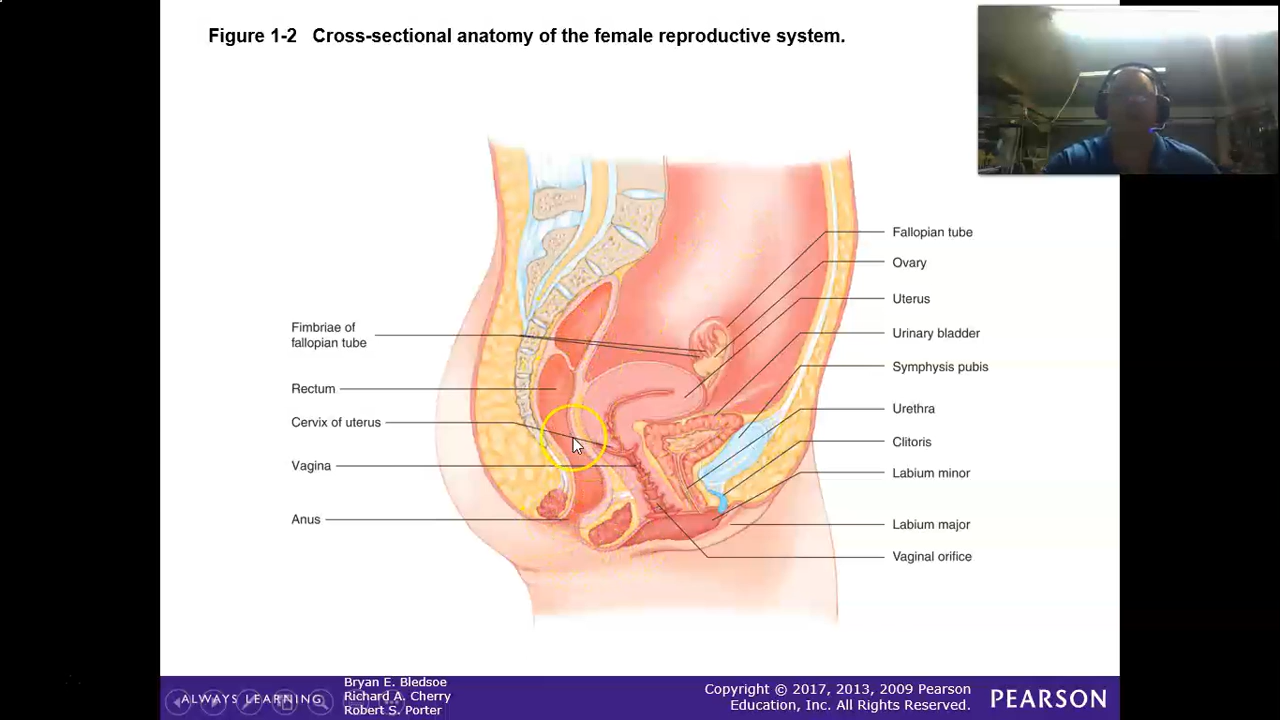 Figure 1-2 Cross-sectional anatomy of the female reproductive system.
Fimbriae of
fallopian tube
Rectum
Cervix of uterus
Vagina
Anus
Fallopian tube
Ovary
Uterus
Urinary bladder
Symphysis pubis
Urethra
Clitoris
Labium minor
Labium major
Vaginal orifice
ALWAYS LEARNING
Bryan E. Bledsoe
Richard A. Cherry
Robert S. Porter
Copyright © 2017, 2013, 2009 Pearson
Education, Inc. All Rights Reserved.
PEARSON